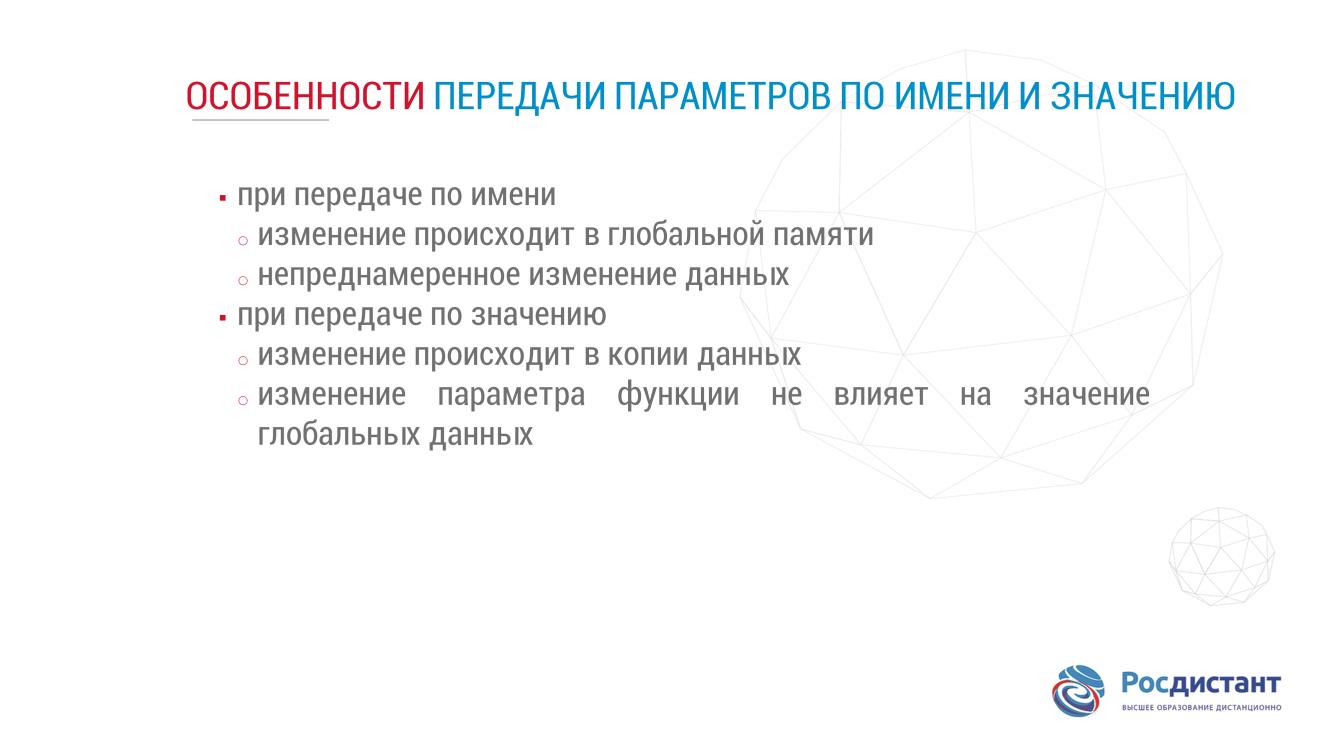 ОСОБЕННОСТИ ПЕРЕДАЧИ ПАРАМЕТРОВ ПО ИМЕНИ И ЗНАЧЕНИЮ
▪ при передаче по имени
○ изменение происходит в глобальной памяти
○ непреднамеренное изменение данных
▪ при передаче по значению
○ изменение происходит в копии данных
○ изменение параметра функции не влияет на значение
глобальных данных
Росдистант
ВЫСШЕЕ ОБРАЗОВАНИЕ ДИСТАНЦИОННО